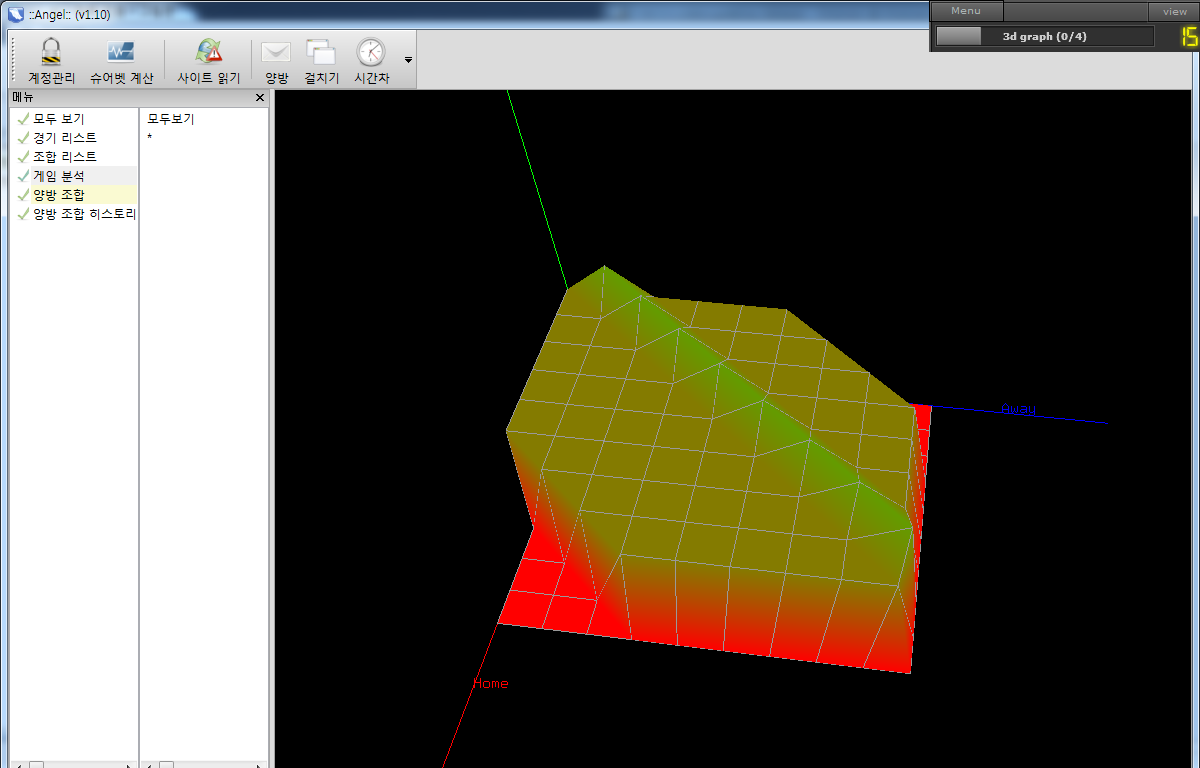 ::Angel:: (v1.10)
Menu
view
3d graph (0/4)
15
계정관리
슈어벳 계산
사이트 읽기
양방
걸치기
시간차
메뉴
모두 보기
경기 리스트
조합 리스트
게임 분석
양방 조합
양방 조합 히스토리
모두보기
*
Away
Home